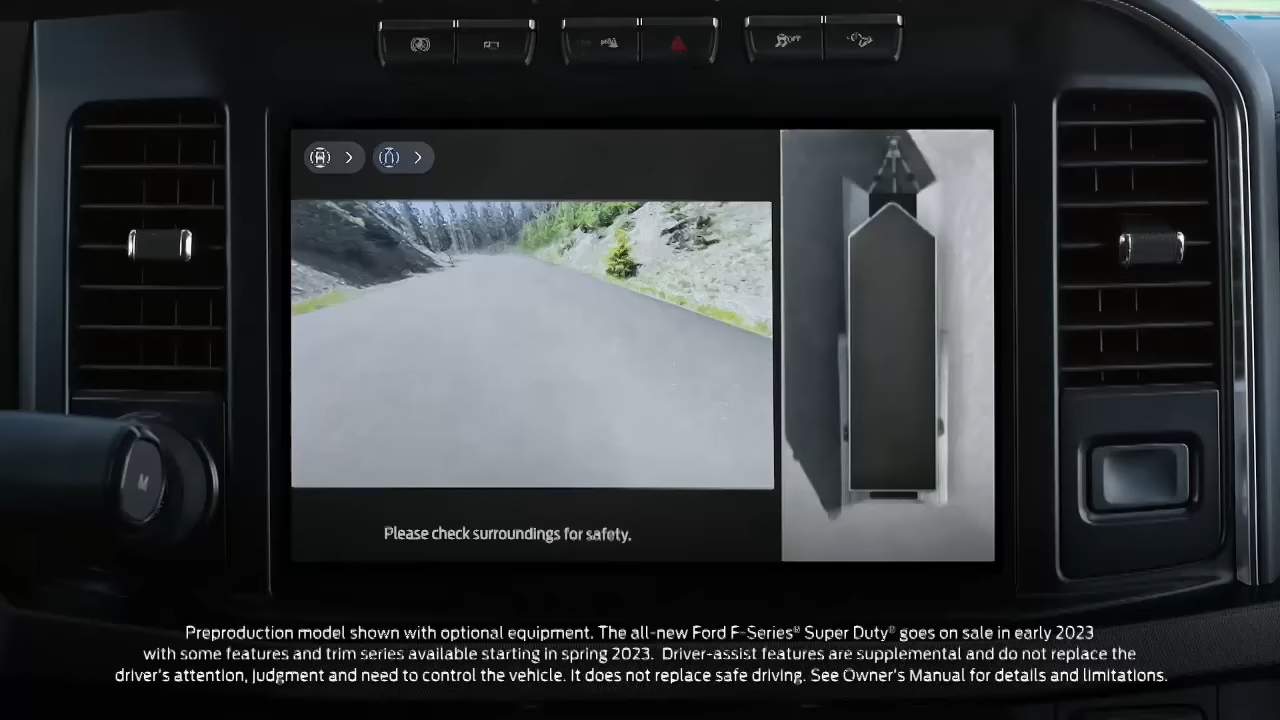 OFF
M
Please check surroundings for safety.
Preproduction model shown with optional equipment. The all-new Ford F-Series® Super Duty® goes on sale in early 2023
with some features and trim series available starting in spring 2023. Driver-assist features are supplemental and do not replace the
driver's attention, judgment and need to control the vehicle. It does not replace safe driving. See Owner's Manual for details and limitations.